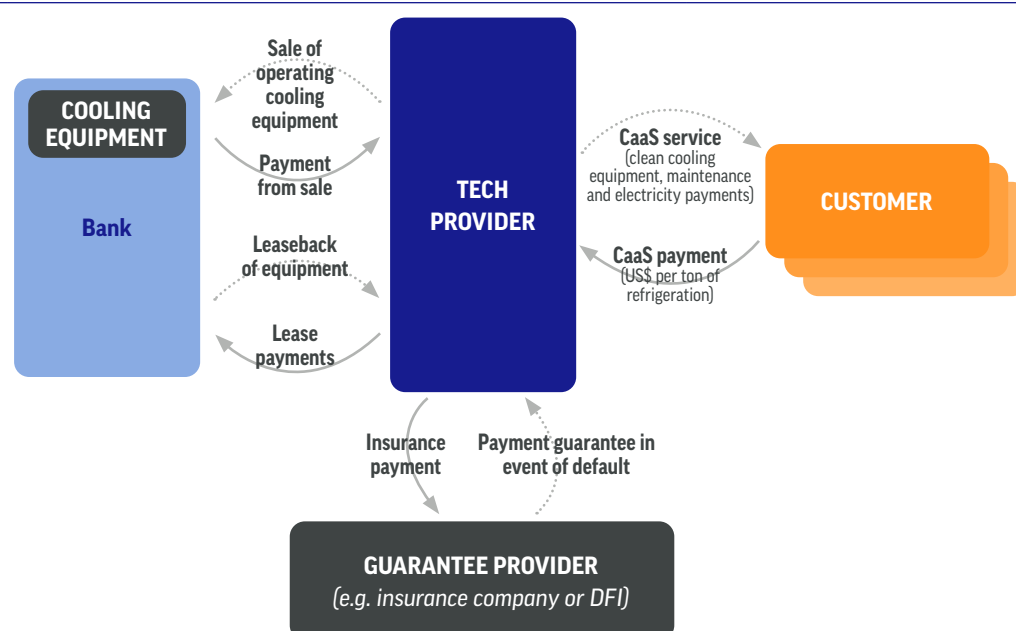 COOLING
EQUIPMENT
Bank
Sale of
operating
cooling
equipment
Payment
from sale
Leaseback
of equipment
Lease
payments
TECH
PROVIDER
CaaS service
(clean cooling
equipment, maintenance
and electricity payments)
CaaS payment
(US$ per ton of
refrigeration)
CUSTOMER
Insurance
payment
Payment guarantee in
event of default
GUARANTEE PROVIDER
(e.g. insurance company or DFI)